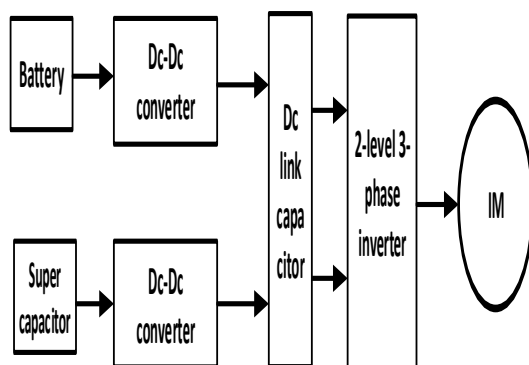 Battery
Dc-Dc
converter
Dc
link
capa
citor
2-level 3-
phase
inverter
IM
Super
capacitor
Dc-Dc
converter